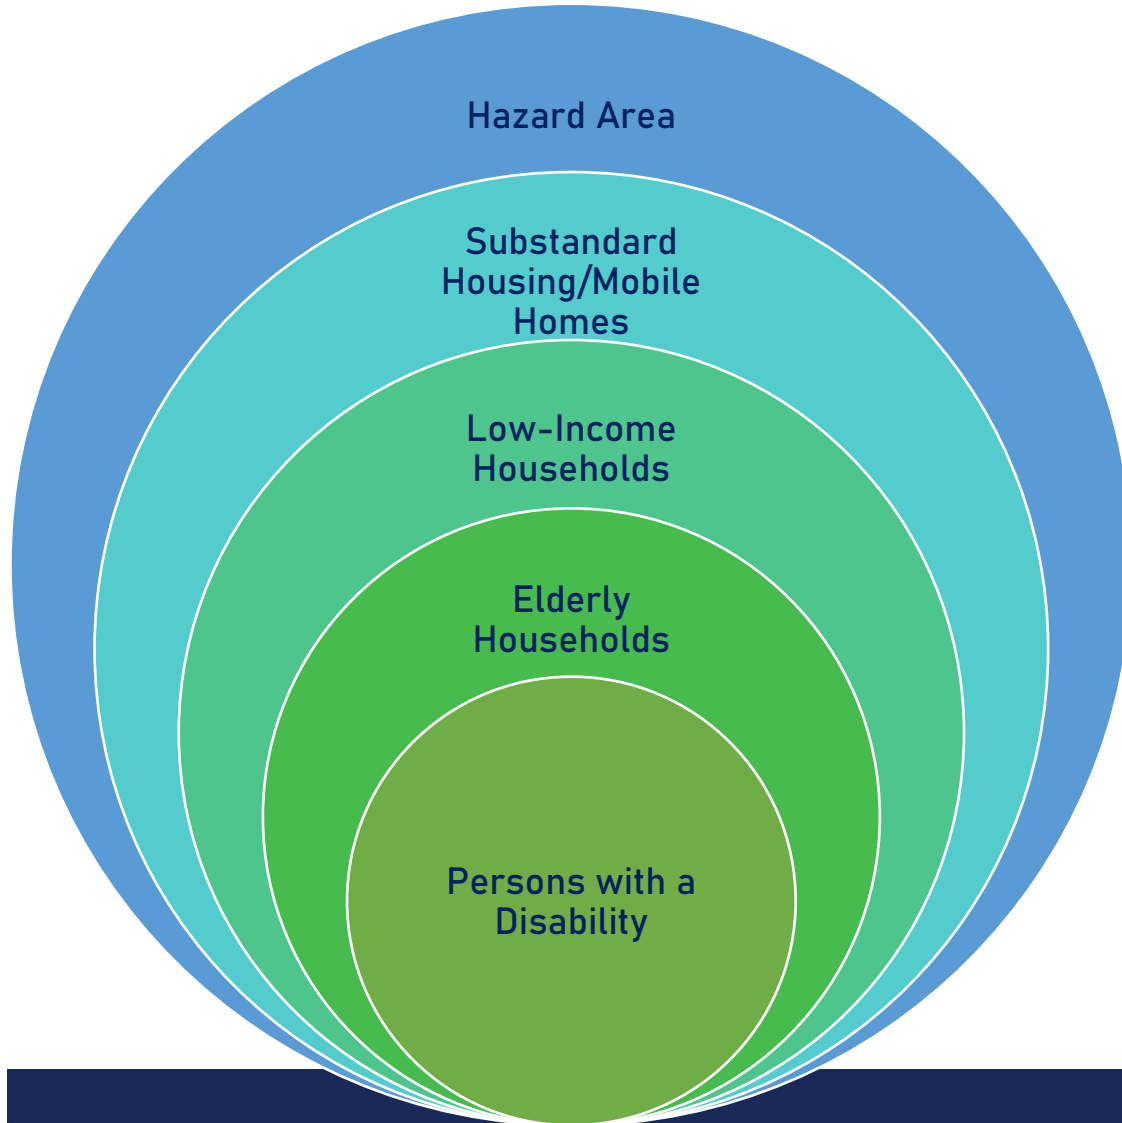 Hazard Area
Substandard
Housing/Mobile
Homes
Low-Income
Households
Elderly
Households
Persons with a
Disability